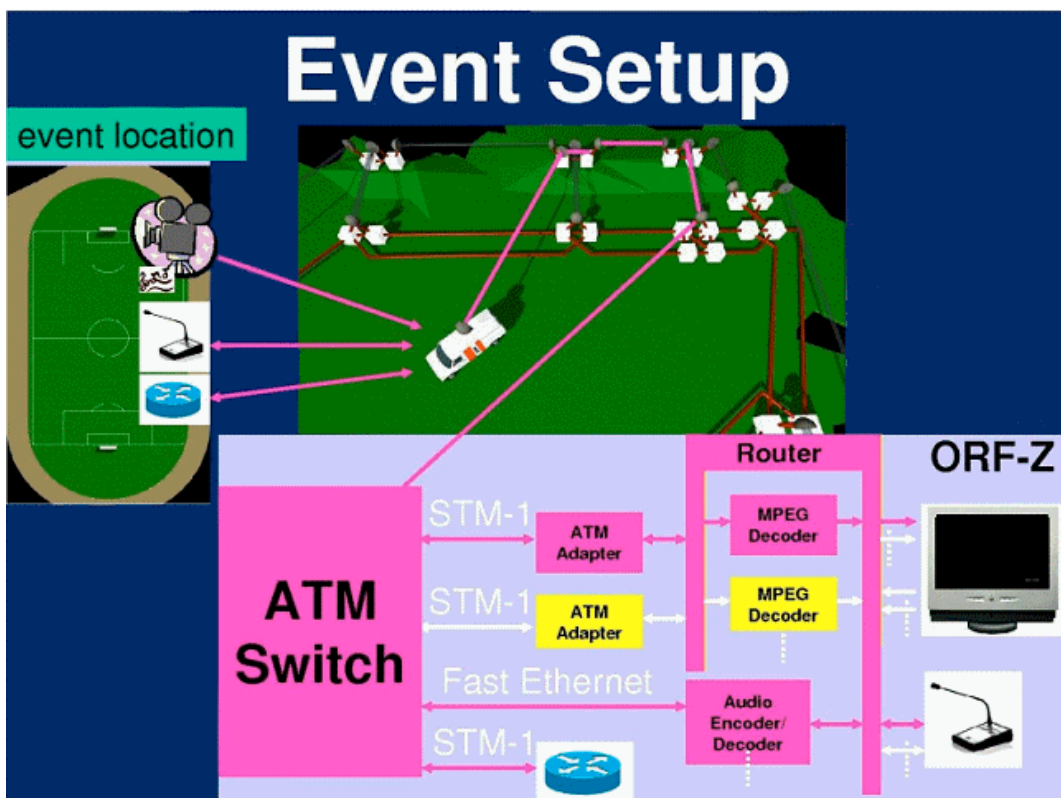 Event Setup
event location
Router
ORF-Z
STM-1
ATM
Adapter
MPEG
Decoder
STM-1
ATM
Adapter
MPEG
Decoder
ATM
Switch
Fast Ethernet
Audio
Encoder/
Decoder
STM-1